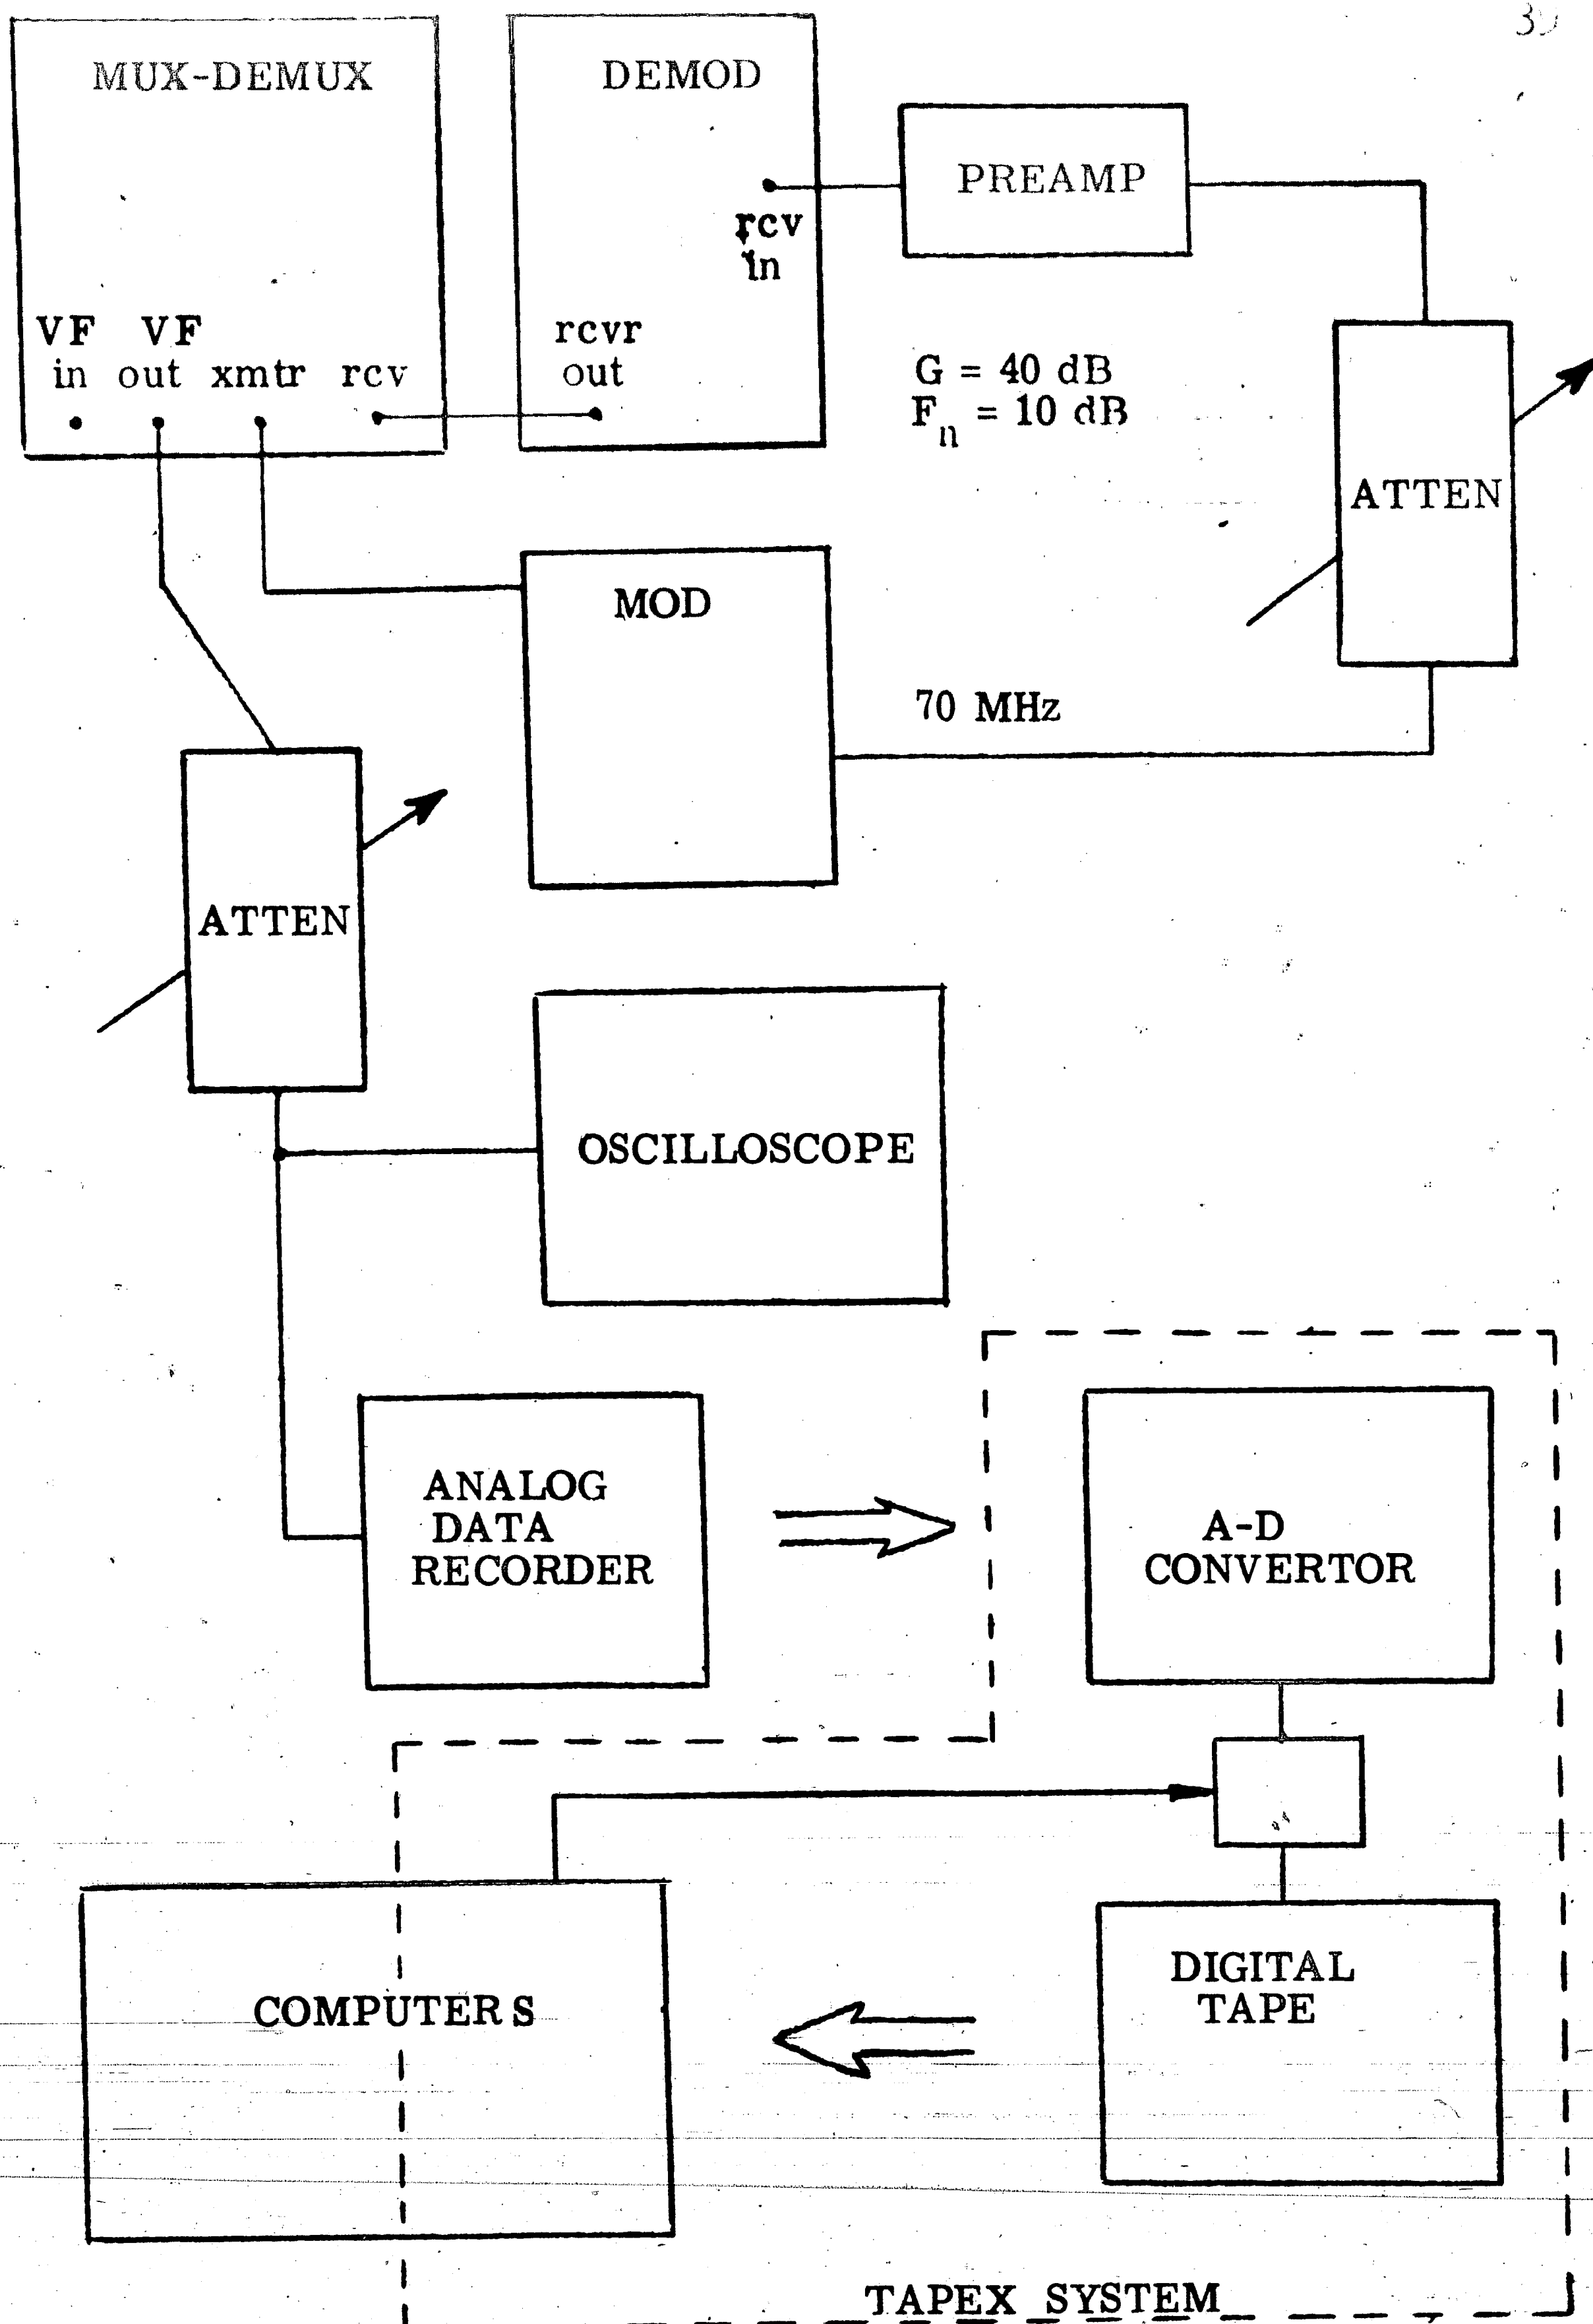 MUX-DEMUX
DEMOD
PREAMP
rcv
in
VF VF
in out xmtr rcv
rcvr
out
G = 40 dB
Fn = 10 dB
ATTEN
MOD
70 MHz
ATTEN
OSCILLOSCOPE
ANALOG
DATA
RECORDER
A-D
CONVERTOR
COMPUTERS
DIGITAL
TAPE
TAPEX SYSTEM